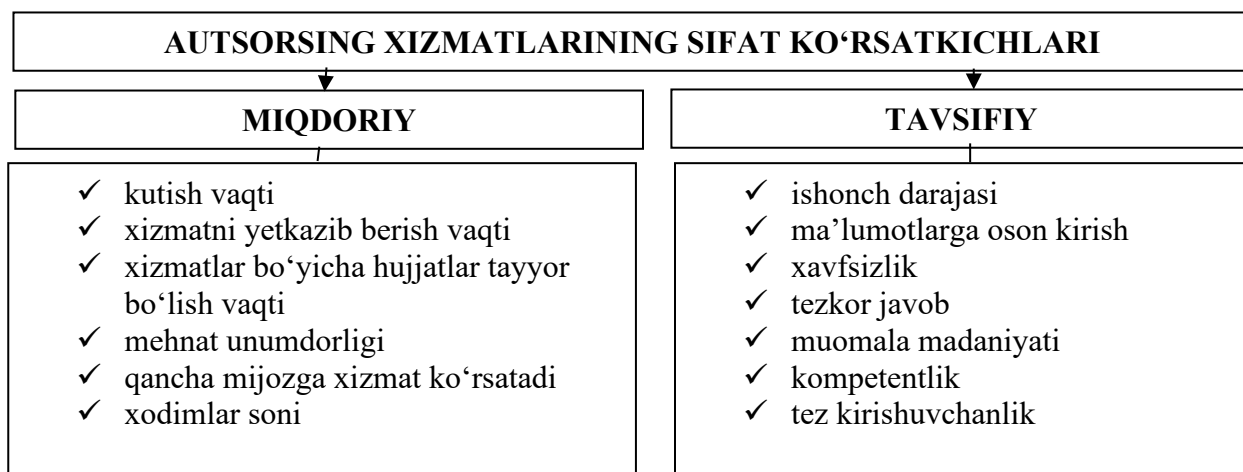 AUTSORSING XIZMATLARINING SIFAT KO‘RSATKICHLARI
MIQDORIY
✓ kutish vaqti
✓ xizmatni yetkazib berish vaqti
✓ xizmatlar bo‘yicha hujjatlar tayyor
bo‘lish vaqti
✓ mehnat unumdorligi
✓ qancha mijozga xizmat ko‘rsatadi
✓ xodimlar soni
TAVSIFIY
✓ ishonch darajasi
✓ ma’lumotlarga oson kirish
✓ xavfsizlik
✓ tezkor javob
✓ muomala madaniyati
✓ kompetentlik
✓ tez kirishuvchanlik